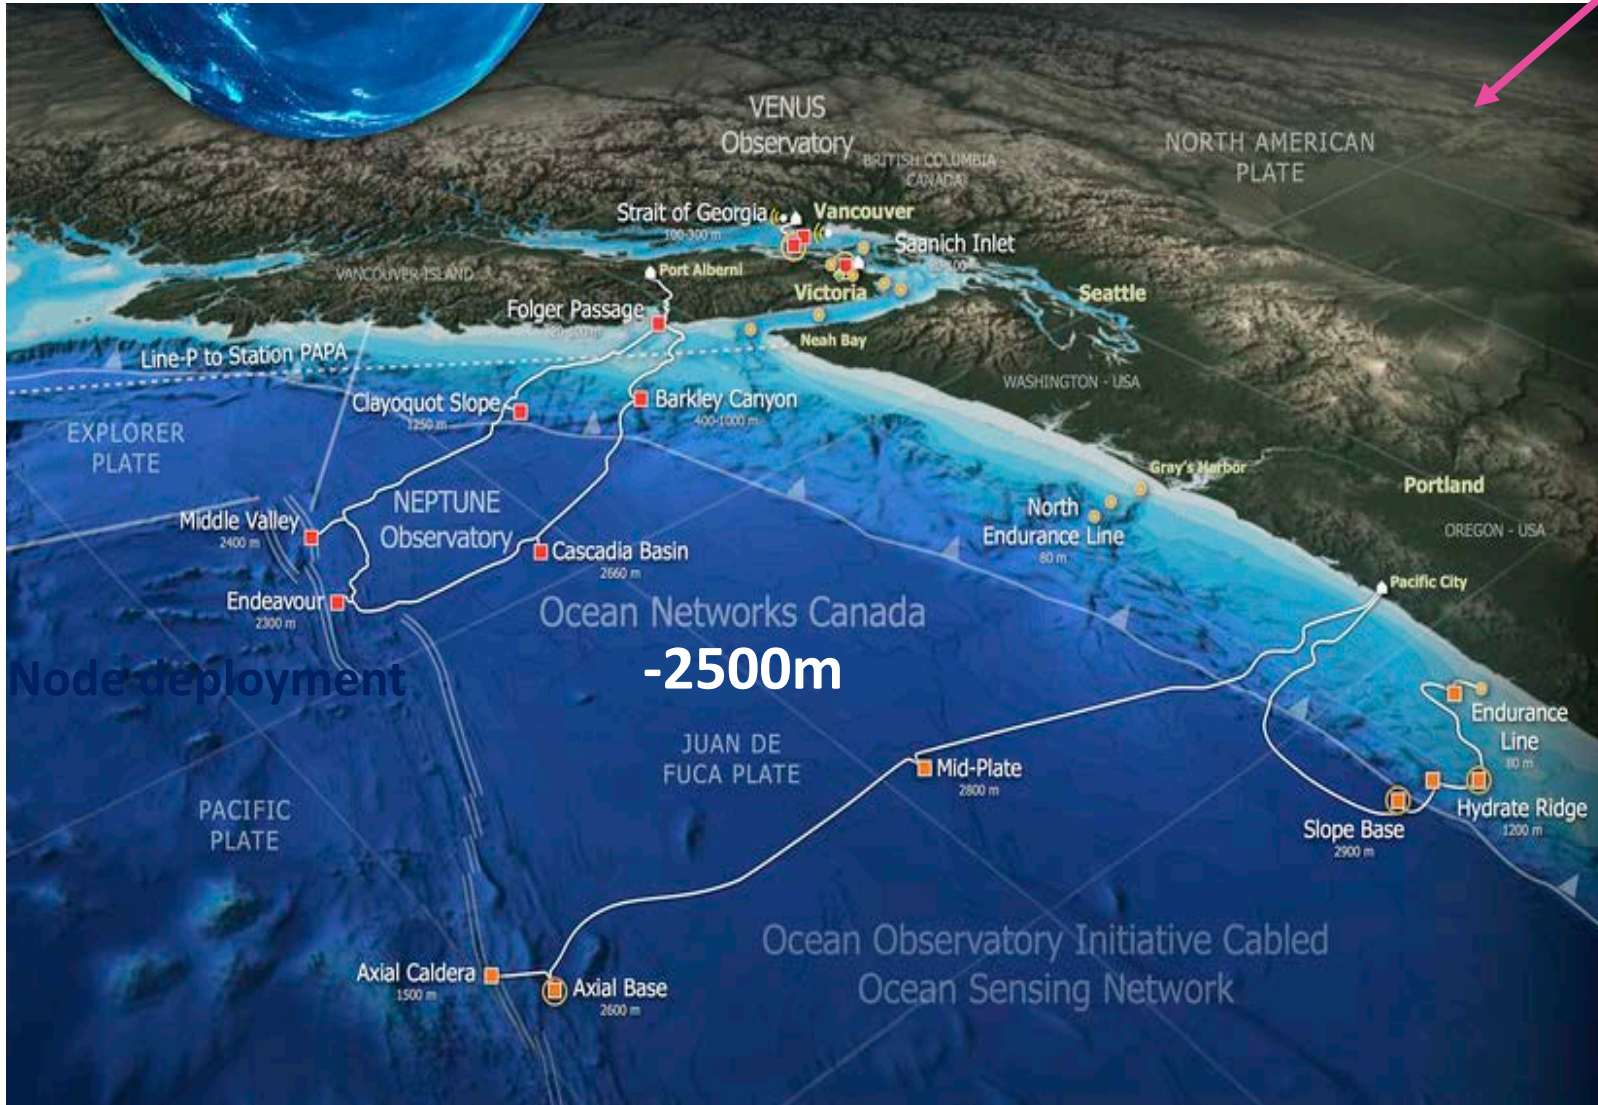 VENUS
Observatory
BRITISH COLUMBIA
CANADA
NORTH AMERICAN
PLATE
Strait of Georgia
100-300 m
Vancouver
Saanich Inlet
VANCOUVER ISLAND
Port Alberni
Victoria
Seattle
Folger Passage
Neah Bay
Line-P to Station PAPA
WASHINGTON - USA
Clayoquot Slope
1250 m
Barkley Canyon
400-1000 m
EXPLORER
PLATE
Gray's Harbor
Portland
NEPTUNE
Observatory
North
Endurance Line
80 m
OREGON - USA
Middle Valley
2400 m
Cascadia Basin
2660 m
Pacific City
Endeavour
2300 m
Ocean Networks Canada
-2500m
Node deployment
Endurance
Line
80 m
JUAN DE
FUCA PLATE
Mid-Plate
2800 m
PACIFIC
PLATE
Hydrate Ridge
1200 m
Slope Base
2900 m
Ocean Observatory Initiative Cabled
Ocean Sensing Network
Axial Caldera
1500 m
Axial Base
2600 m